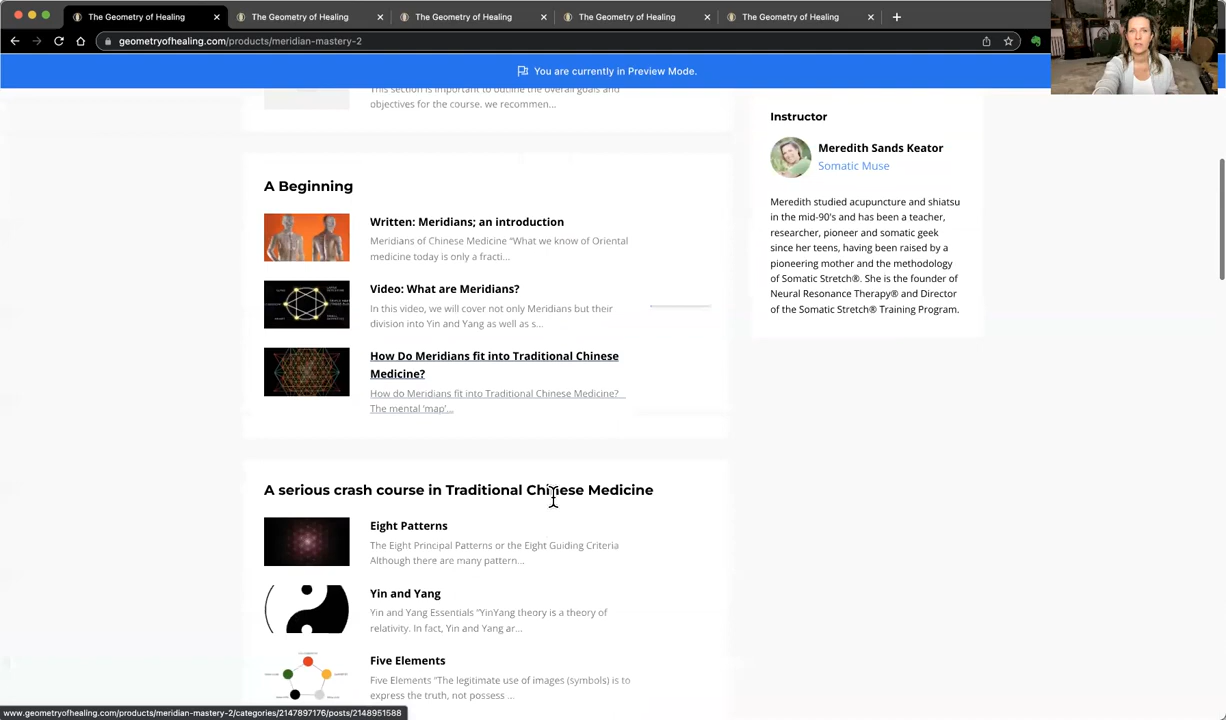 The Geometry of Healing
The Geometry of Healing
The Geometry of Healing
The Geometry of Healing
The Geometry of Healing
geometryofhealing.com/products/meridian-mastery-2
You are currently in Preview Mode.
This section is important to outline the overall goals and
objectives for the course. we recommen...
A Beginning
Written: Meridians; an introduction
Meridians of Chinese Medicine “What we know of Oriental
medicine today is only a fracti...
Video: What are Meridians?
In this video, we will cover not only Meridians but their
division into Yin and Yang as well as s...
How Do Meridians fit into Traditional Chinese
Medicine?
How do Meridians fit into Traditional Chinese Medicine?
The mental 'map'...
A serious crash course in Traditional Chinese Medicine
Eight Patterns
The Eight Principal Patterns or the Eight Guiding Criteria
Although there are many pattern...
Yin and Yang
Yin and Yang Essentials "YinYang theory is a theory of
relativity. In fact, Yin and Yang ar...
Five Elements
Five Elements "The legitimate use of images (symbols) is to
express the truth, not possess ...
Instructor
Meredith Sands Keator
Somatic Muse
Meredith studied acupuncture and shiatsu
in the mid-90's and has been a teacher,
researcher, pioneer and somatic geek
since her teens, having been raised by a
pioneering mother and the methodology
of Somatic Stretch®. She is the founder of
Neural Resonance Therapy® and Director
of the Somatic Stretch® Training Program.
www.geometryofhealing.com/products/meridian-mastery-2/categories/2147897176/posts/2148951588